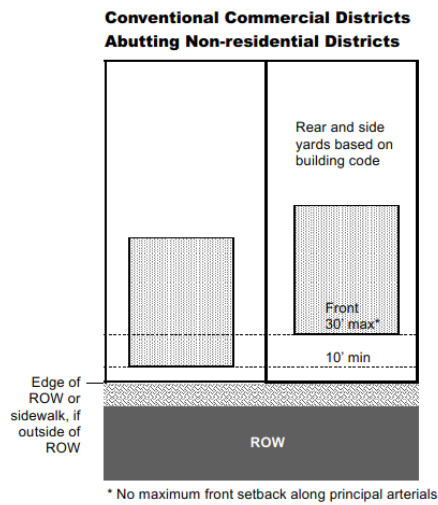 Conventional Commercial Districts
Abutting Non-residential Districts
Rear and side
yards based on
building code
Front
30' max*
10' min
Edge of
ROW or
sidewalk, if
outside of
ROW
ROW
* No maximum front setback along principal arterials